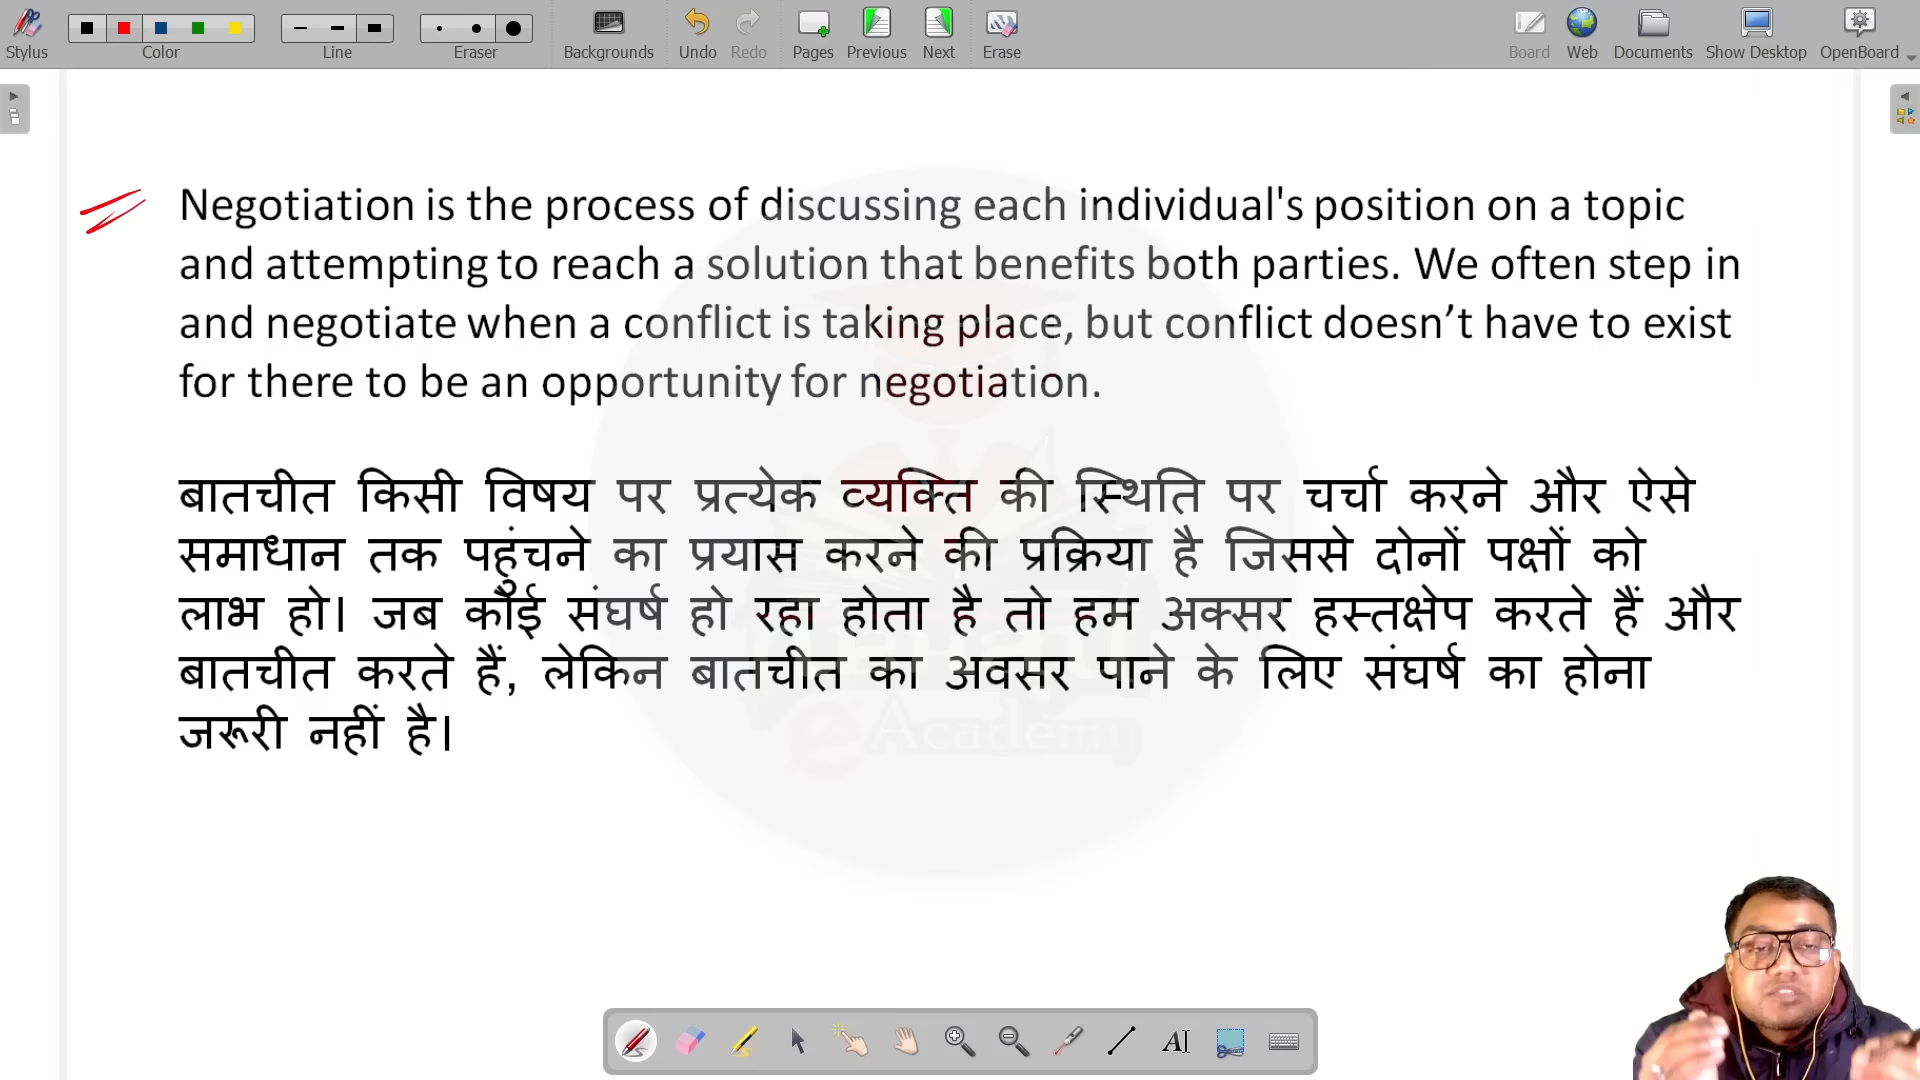 Stylus
Color
Line
Eraser
Backgrounds
Undo
Redo
Pages
Previous
Next
Erase
Board
Web
Documents
Show Desktop
OpenBoard
Negotiation is the process of discussing each individual's position on a topic
and attempting to reach a solution that benefits both parties. We often step in
and negotiate when a conflict is taking place, but conflict doesn’t have to exist
for there to be an opportunity for negotiation.
बातचीत किसी विषय पर प्रत्येक व्यक्ति की स्थिति पर चर्चा करने और ऐसे
समाधान तक पहुंचने का प्रयास करने की प्रक्रिया है जिससे दोनों पक्षों को
लाभ हो। जब कोई संघर्ष हो रहा होता है तो हम अक्सर हस्तक्षेप करते हैं और
बातचीत करते हैं, लेकिन बातचीत का अवसर पाने के लिए संघर्ष का होना
जरूरी नहीं है।
eAcademy